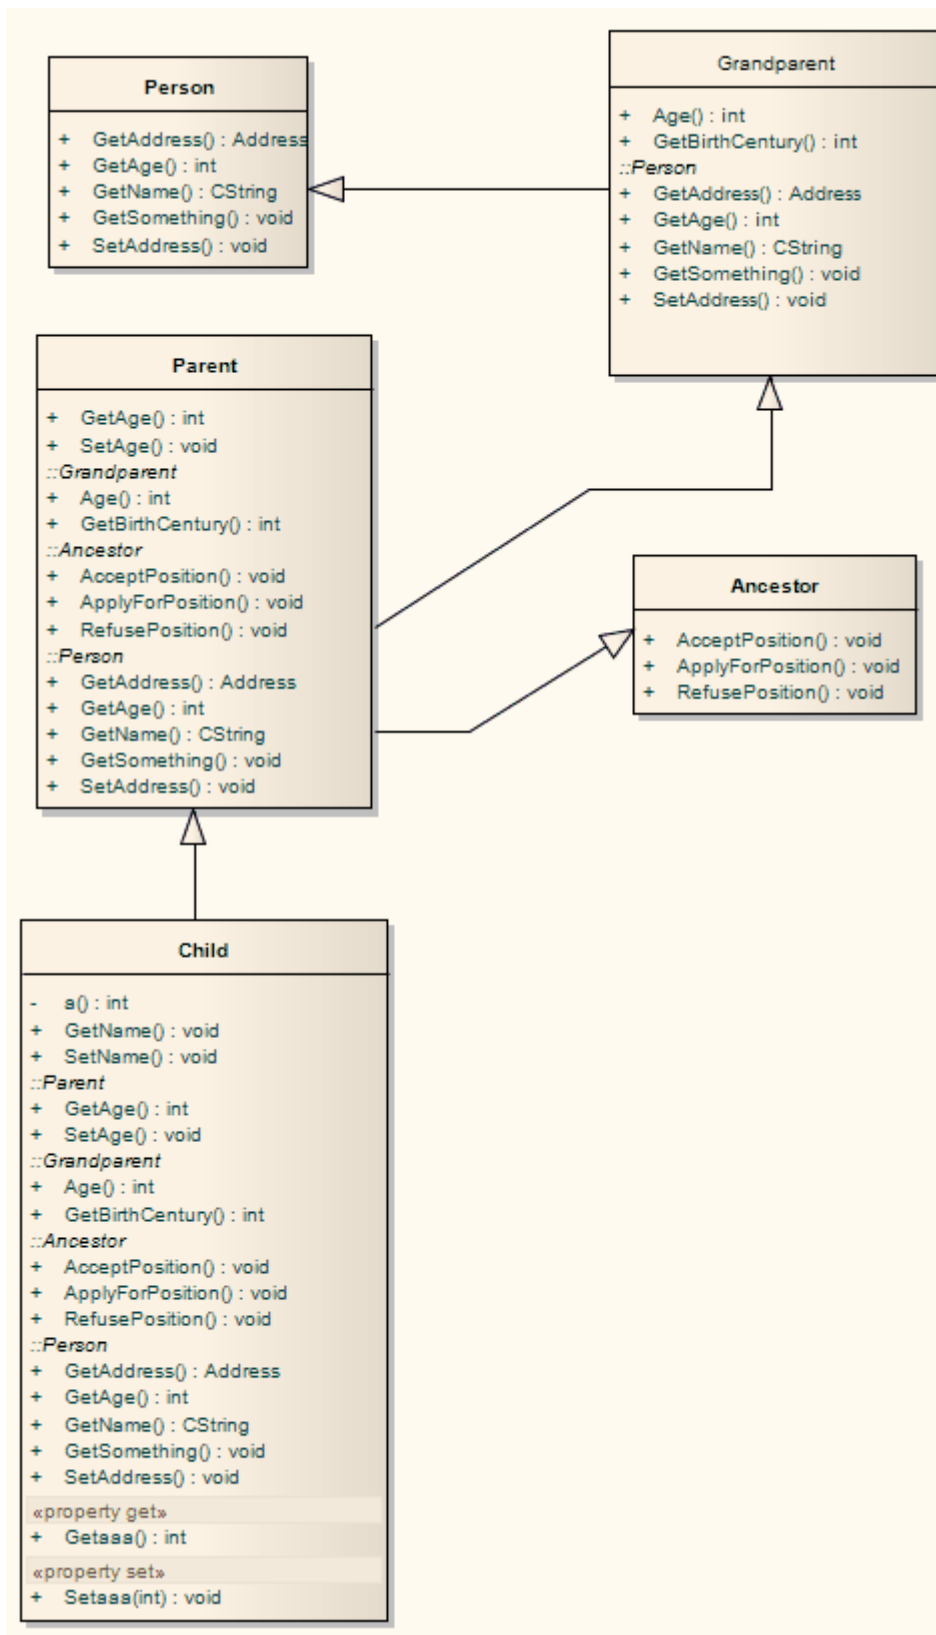 Person
+ GetAddress() : Address
+ GetAge() : int
+ GetName() : CString
+ GetSomething() : void
+ SetAddress() : void
Grandparent
+ Age() : int
+ GetBirthCentury() : int
::Person
+ GetAddress() : Address
+ GetAge() : int
+ GetName() : CString
+ GetSomething() : void
+ SetAddress() : void
Parent
+ GetAge() : int
+ SetAge() : void
::Grandparent
+ Age() : int
+ GetBirthCentury() : int
::Ancestor
+ AcceptPosition() : void
+ ApplyForPosition() : void
+ RefusePosition() : void
::Person
+ GetAddress() : Address
+ GetAge() : int
+ GetName() : CString
+ GetSomething() : void
+ SetAddress() : void
Ancestor
+ AcceptPosition() : void
+ ApplyForPosition() : void
+ RefusePosition() : void
Child
- a() : int
+ GetName() : void
+ SetName() : void
::Parent
+ GetAge() : int
+ SetAge() : void
::Grandparent
+ Age() : int
+ GetBirthCentury() : int
::Ancestor
+ AcceptPosition() : void
+ ApplyForPosition() : void
+ RefusePosition() : void
::Person
+ GetAddress() : Address
+ GetAge() : int
+ GetName() : CString
+ GetSomething() : void
+ SetAddress() : void
«property get»
+ Getaaa() : int
«property set»
+ Setaaa(int) : void